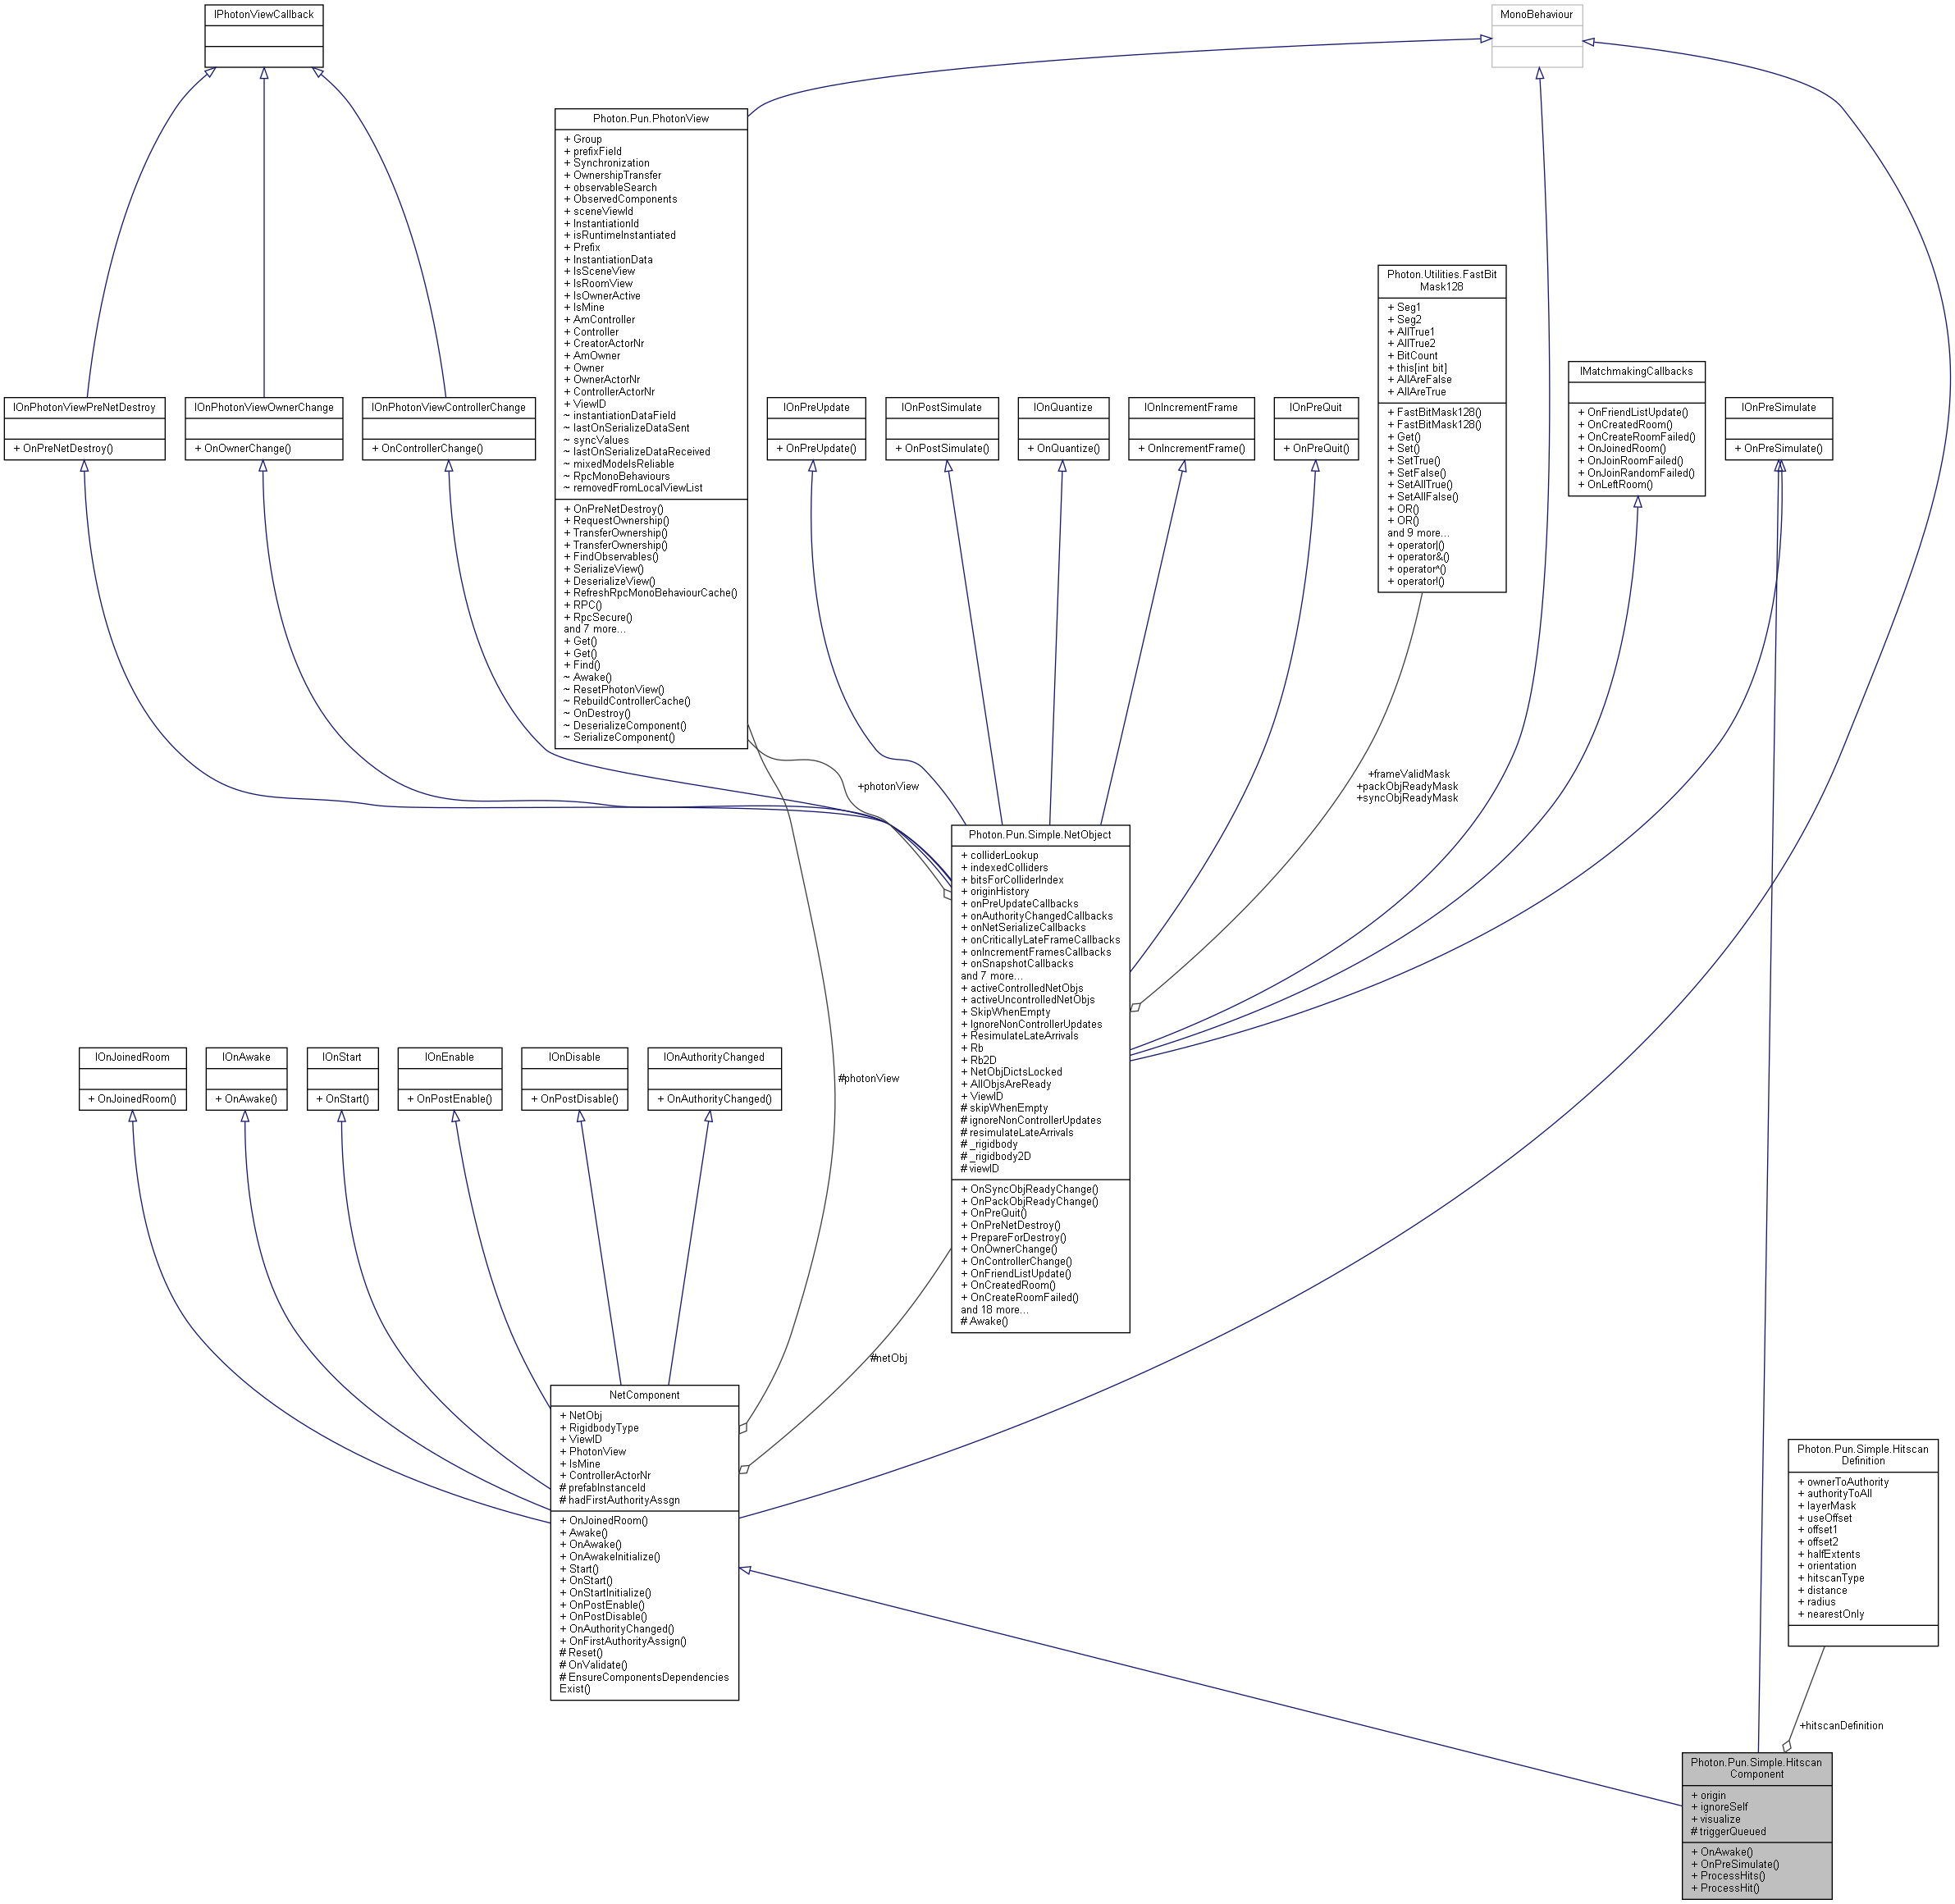 IPhotonViewCallback
MonoBehaviour
Photon.Pun.PhotonView
+ Group
+ prefixField
+ Synchronization
+ OwnershipTransfer
+ observableSearch
+ ObservedComponents
+ sceneViewId
+ InstantiationId
+ isRuntimeInstantiated
+ Prefix
+ InstantiationData
+ IsSceneView
+ IsRoomView
+ IsOwnerActive
+ IsMine
+ AmController
+ Controller
+ CreatorActorNr
+ AmOwner
+ Owner
+ OwnerActorNr
+ ControllerActorNr
+ ViewID
~ instantiationDataField
~ lastOnSerializeDataSent
~ syncValues
~ lastOnSerializeDataReceived
~ mixedModeIsReliable
~ RpcMonoBehaviours
~ removedFromLocalViewList
+ OnPreNetDestroy()
+ RequestOwnership()
+ TransferOwnership()
+ TransferOwnership()
+ FindObservables()
+ SerializeView()
+ DeserializeView()
+ RefreshRpcMonoBehaviourCache()
+ RPC()
+ RpcSecure()
and 7 more...
+ Get()
+ Get()
+ Find()
~ Awake()
~ ResetPhotonView()
~ RebuildControllerCache()
~ OnDestroy()
~ DeserializeComponent()
~ SerializeComponent()
Photon.Utilities.FastBit
Mask128
+ Seg1
+ Seg2
+ AllTrue1
+ AllTrue2
+ BitCount
+ this[int bit]
+ AllAreFalse
+ AllAreTrue
+ FastBitMask128()
+ FastBitMask128()
+ Get()
+ Set()
+ SetTrue()
+ SetFalse()
+ SetAllTrue()
+ SetAllFalse()
+ OR()
+ OR()
and 9 more...
+ operator|()
+ operator&()
+ operator^()
+ operator!()
IMatchmakingCallbacks
+ OnFriendListUpdate()
+ OnCreatedRoom()
+ OnCreateRoomFailed()
+ OnJoinedRoom()
+ OnJoinRoomFailed()
+ OnJoinRandomFailed()
+ OnLeftRoom()
IOnPhotonViewPreNetDestroy
+ OnPreNetDestroy()
IOnPhotonViewOwnerChange
+ OnOwnerChange()
IOnPhotonViewControllerChange
+ OnControllerChange()
IOnPreUpdate
+ OnPreUpdate()
IOnPostSimulate
+ OnPostSimulate()
IOnQuantize
+ OnQuantize()
IOnIncrementFrame
+ OnIncrementFrame()
IOnPreQuit
+ OnPreQuit()
IOnPreSimulate
+ OnPreSimulate()
+photonView
+frameValidMask
+packObjReadyMask
+syncObjReadyMask
Photon.Pun.Simple.NetObject
+ colliderLookup
+ indexedColliders
+ bitsForColliderIndex
+ originHistory
+ onPreUpdateCallbacks
+ onAuthorityChangedCallbacks
+ onNetSerializeCallbacks
+ onCriticallyLateFrameCallbacks
+ onIncrementFramesCallbacks
+ onSnapshotCallbacks
and 7 more...
+ activeControlledNetObjs
+ activeUncontrolledNetObjs
+ SkipWhenEmpty
+ IgnoreNonControllerUpdates
+ ResimulateLateArrivals
+ Rb
+ Rb2D
+ NetObjDictsLocked
+ AllObjsAreReady
+ ViewID
# skipWhenEmpty
# ignoreNonControllerUpdates
# resimulateLateArrivals
# _rigidbody
# _rigidbody2D
# viewID
+ OnSyncObjReadyChange()
+ OnPackObjReadyChange()
+ OnPreQuit()
+ OnPreNetDestroy()
+ PrepareForDestroy()
+ OnOwnerChange()
+ OnControllerChange()
+ OnFriendListUpdate()
+ OnCreatedRoom()
+ OnCreateRoomFailed()
and 18 more...
# Awake()
IOnJoinedRoom
+ OnJoinedRoom()
IOnAwake
+ OnAwake()
IOnStart
+ OnStart()
IOnEnable
+ OnPostEnable()
IOnDisable
+ OnPostDisable()
IOnAuthorityChanged
+ OnAuthorityChanged()
#photonView
#netObj
NetComponent
+ NetObj
+ RigidbodyType
+ ViewID
+ PhotonView
+ IsMine
+ ControllerActorNr
# prefabInstanceId
# hadFirstAuthorityAssgn
+ OnJoinedRoom()
+ Awake()
+ OnAwake()
+ OnAwakeInitialize()
+ Start()
+ OnStart()
+ OnStartInitialize()
+ OnPostEnable()
+ OnPostDisable()
+ OnAuthorityChanged()
+ OnFirstAuthorityAssign()
# Reset()
# OnValidate()
# EnsureComponentsDependencies
Exist()
Photon.Pun.Simple.Hitscan
Definition
+ ownerToAuthority
+ authorityToAll
+ layerMask
+ useOffset
+ offset1
+ offset2
+ halfExtents
+ orientation
+ hitscanType
+ distance
+ radius
+ nearestOnly
+hitscanDefinition
Photon.Pun.Simple.Hitscan
Component
+ origin
+ ignoreSelf
+ visualize
# triggerQueued
+ OnAwake()
+ OnPreSimulate()
+ ProcessHits()
+ ProcessHit()